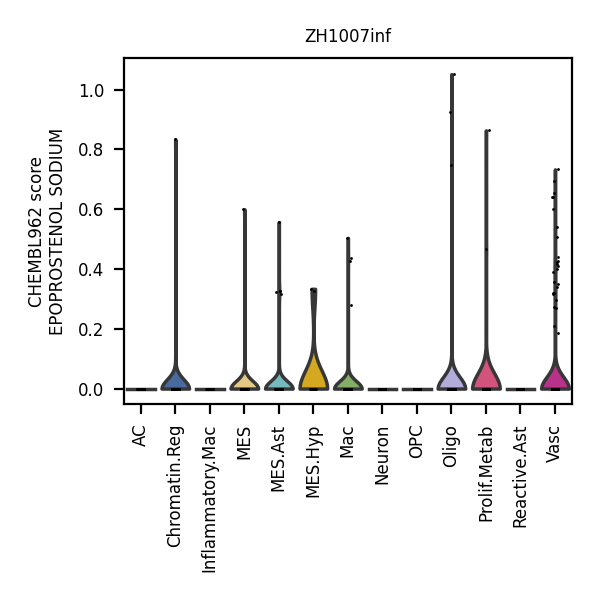 ZH1007inf
CHEMBL962 score
EPOPROSTENOL SODIUM
1.0
0.8
0.6
0.4
0.2
0.0
AC
Chromatin.Reg
Inflammatory.Mac
MES
MES.Ast
MES.Hyp
Mac
Neuron
OPC
Oligo
Prolif.Metab
Reactive.Ast
Vasc